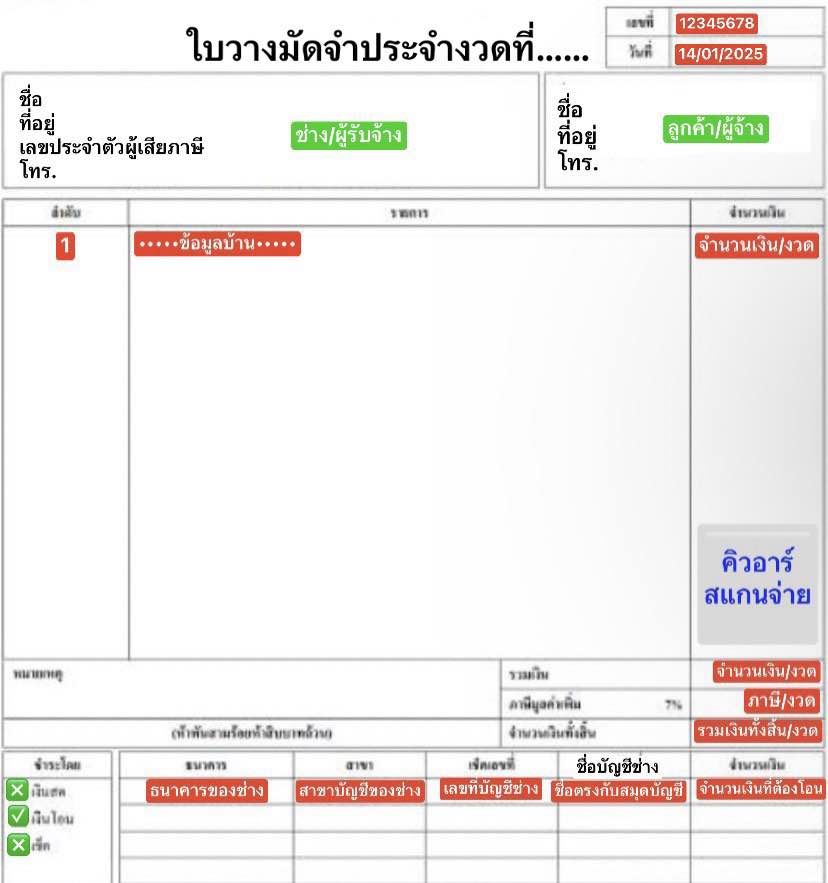 ใบวางมัดจำประจำงวดที่......
เลขที่ 12345678
วันที่ 14/01/2025
ชื่อ
ที่อยู่
เลขประจำตัวผู้เสียภาษี
โทร.
ช่าง/ผู้รับจ้าง
ชื่อ
ที่อยู่
โทร.
ลูกค้า/ผู้จ้าง
ลำดับ รายการ จำนวนเงิน
1 •••••ข้อมูลบ้าน••••• จำนวนเงิน/งวด
คิวอาร์
สแกนจ่าย
หมายเหตุ
รวมเงิน จำนวนเงิน/งวด
ภาษีมูลค่าเพิ่ม 7% ภาษี/งวด
(ห้าพันสามร้อยห้าสิบบาทถ้วน) จำนวนเงินทั้งสิ้น รวมเงินทั้งสิ้น/งวด
ชำระโดย ธนาคาร สาขา เช็คเลขที่ ชื่อบัญชีช่าง จำนวนเงิน
เงินสด ธนาคารของช่าง สาขาบัญชีของช่าง เลขที่บัญชีช่าง ชื่อตรงกับสมุดบัญชี จำนวนเงินที่ต้องโอน
เงินโอน
เช็ค